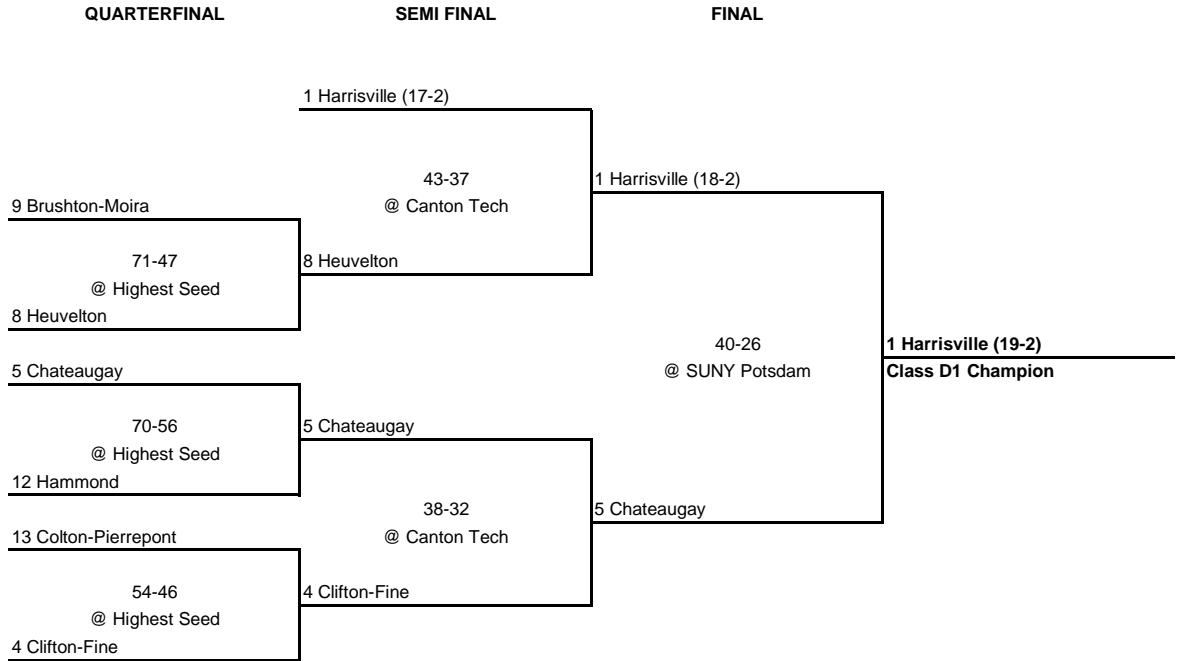 QUARTERFINAL SEMI FINAL FINAL
1 Harrisville (17-2)
43-37 1 Harrisville (18-2)
9 Brushton-Moira @ Canton Tech
71-47 8 Heuvelton
@ Highest Seed
8 Heuvelton
40-26 1 Harrisville (19-2)
5 Chateaugay @ SUNY Potsdam Class D1 Champion
70-56 5 Chateaugay
@ Highest Seed
12 Hammond
38-32 5 Chateaugay
13 Colton-Pierrepont @ Canton Tech
54-46 4 Clifton-Fine
@ Highest Seed
4 Clifton-Fine